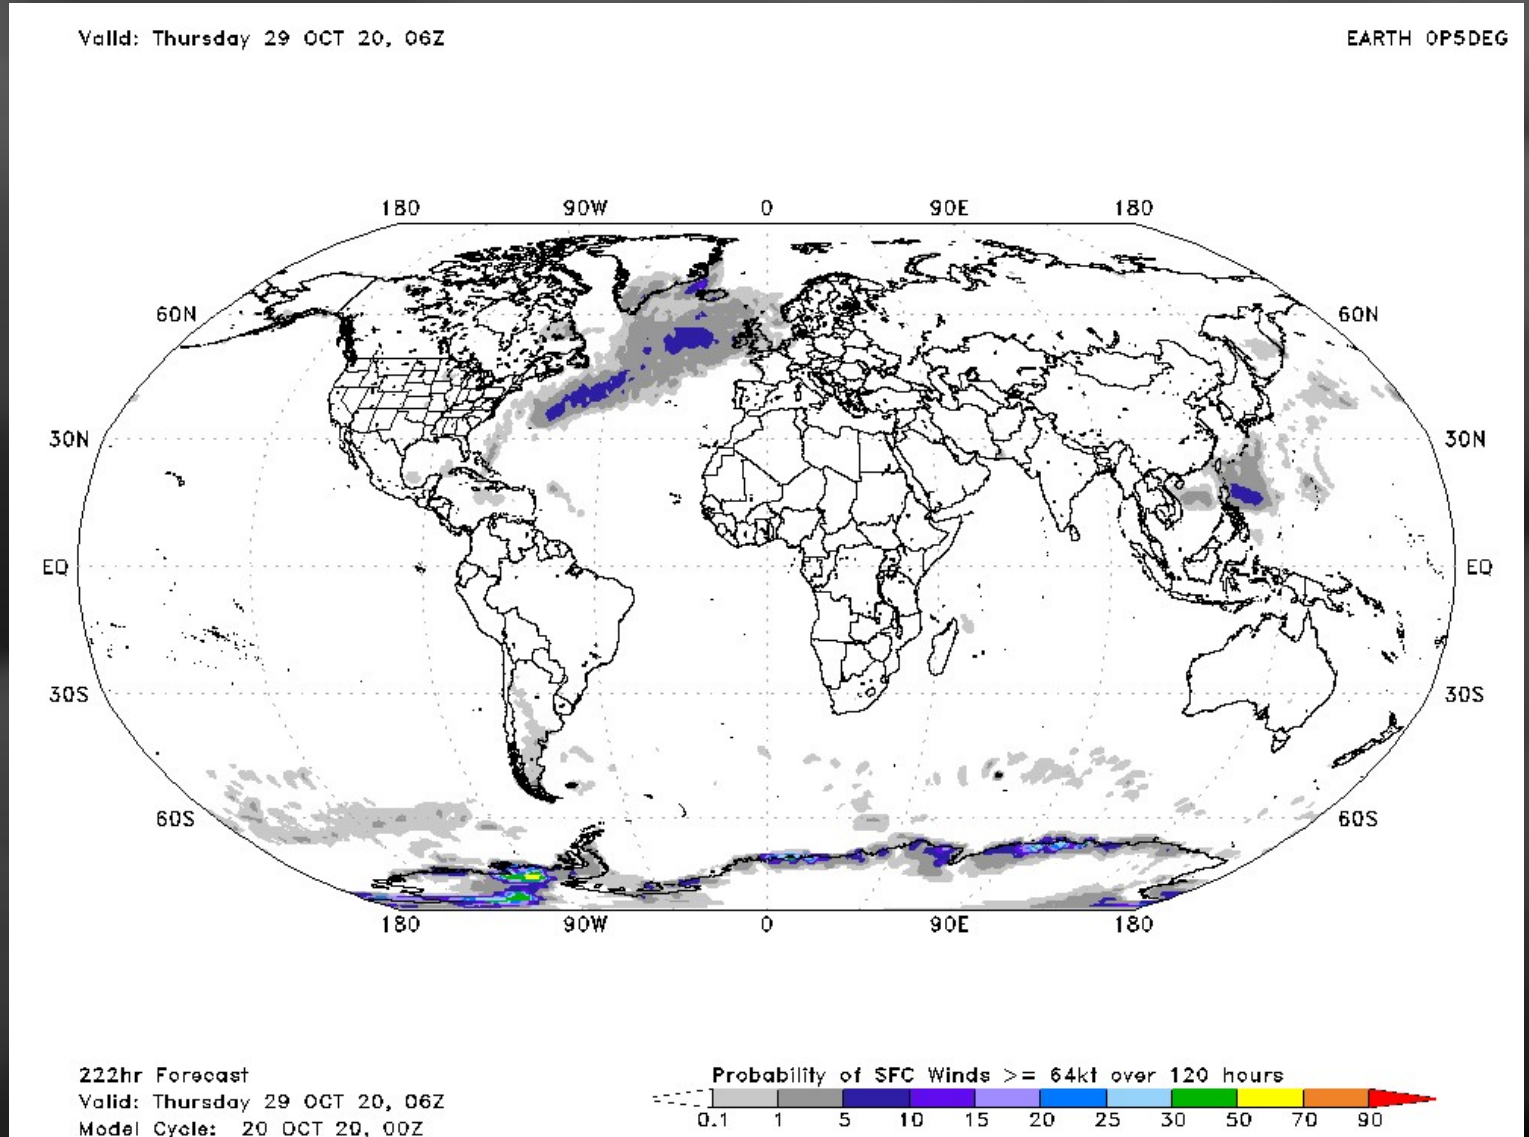 Valid: Thursday 29 OCT 20, 06Z
EARTH 0P5DEG
180 90W 0 90E 180
60N 60N
30N 30N
EQ EQ
30S 30S
60S 60S
180 90W 0 90E 180
222hr Forecast
Valid: Thursday 29 OCT 20, 06Z
Model Cycle: 20 OCT 20, 00Z
Probability of SFC Winds >= 64kt over 120 hours
0.1 1 5 10 15 20 25 30 50 70 90